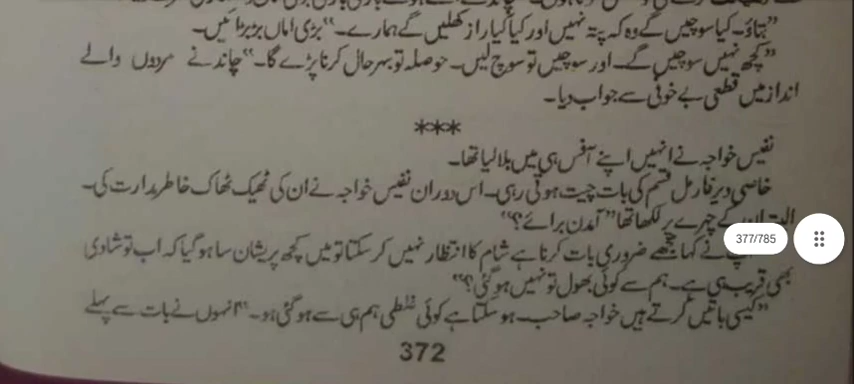 "بتاؤ۔ کیا سوچیں گے وہ کہ پتہ نہیں اور کیا کیا راز کھلیں گے ہمارے۔" بڑی اماں بڑبڑائیں۔
"کچھ نہیں سوچیں گے۔ اور سوچیں تو سوچ لیں۔ حوصلہ تو بہرحال کرنا پڑے گا۔" چاندنے مردوں والے
انداز میں قطعی بے خوفی سے جواب دیا۔
***
نفیس خواجہ نے انہیں اپنے آفس ہی میں بلا لیا تھا۔
خاصی دیر فارمل قسم کی بات چیت ہوتی رہی۔ اس دوران نفیس خواجہ نے ان کی ٹھیک ٹھاک خاطر مدارت کی۔
البتہ ان کے چہرے پر لکھا تھا "آمدن برائے؟"
نے کہا مجھے ضروری بات کرنا ہے شام کا انتظار نہیں کر سکتا تو میں کچھ پریشان سا ہو گیا کہ اب تو شادی
بھی قریب ہی ہے۔ ہم سے کوئی بھول تو نہیں ہو گئی؟"
"کیسی باتیں کرتے ہیں خواجہ صاحب۔ ہو سکتا ہے کوئی غلطی ہم ہی سے ہو گئی ہو۔" انہوں نے بات سے پہلے
372
377/785